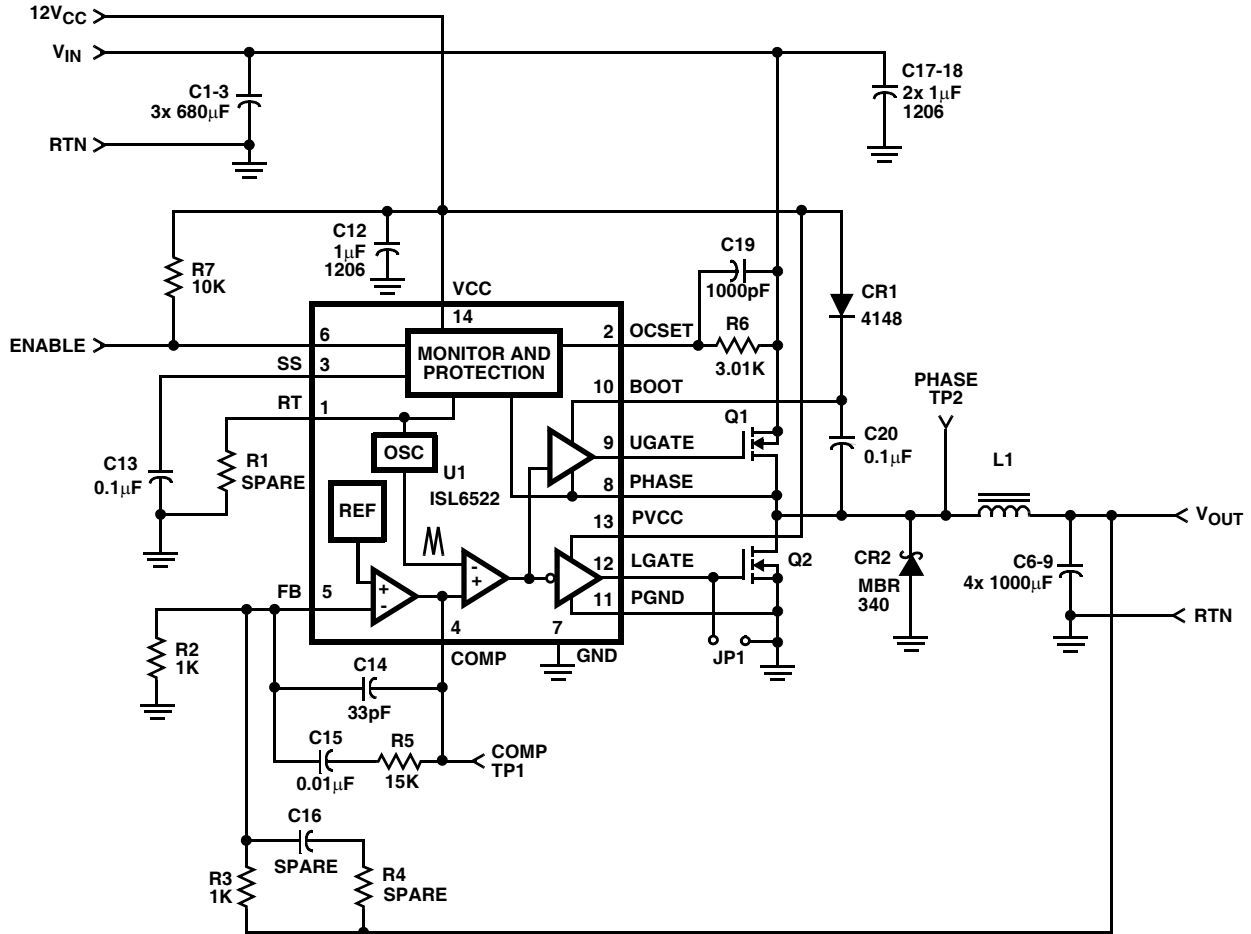 12VCC
VIN
C1-3
3x 680µF
RTN
C17-18
2x 1µF
1206
C12
1µF
1206
R7
10K
C19
1000pF
VCC
14
CR1
4148
ENABLE
6
2
OCSET
R6
3.01K
MONITOR AND
PROTECTION
SS
3
10
BOOT
PHASE
TP2
RT
1
Q1
OSC
9
UGATE
C20
0.1µF
L1
C13
0.1µF
R1
SPARE
U1
ISL6522
8
PHASE
REF
13
PVCC
VOUT
12
LGATE
Q2
CR2
MBR
340
C6-9
4x 1000µF
FB
5
+
-
-
+
11
PGND
RTN
4
7
R2
1K
COMP
GND
JP1
C14
33pF
C15
0.01µF
R5
15K
COMP
TP1
C16
SPARE
R3
1K
R4
SPARE